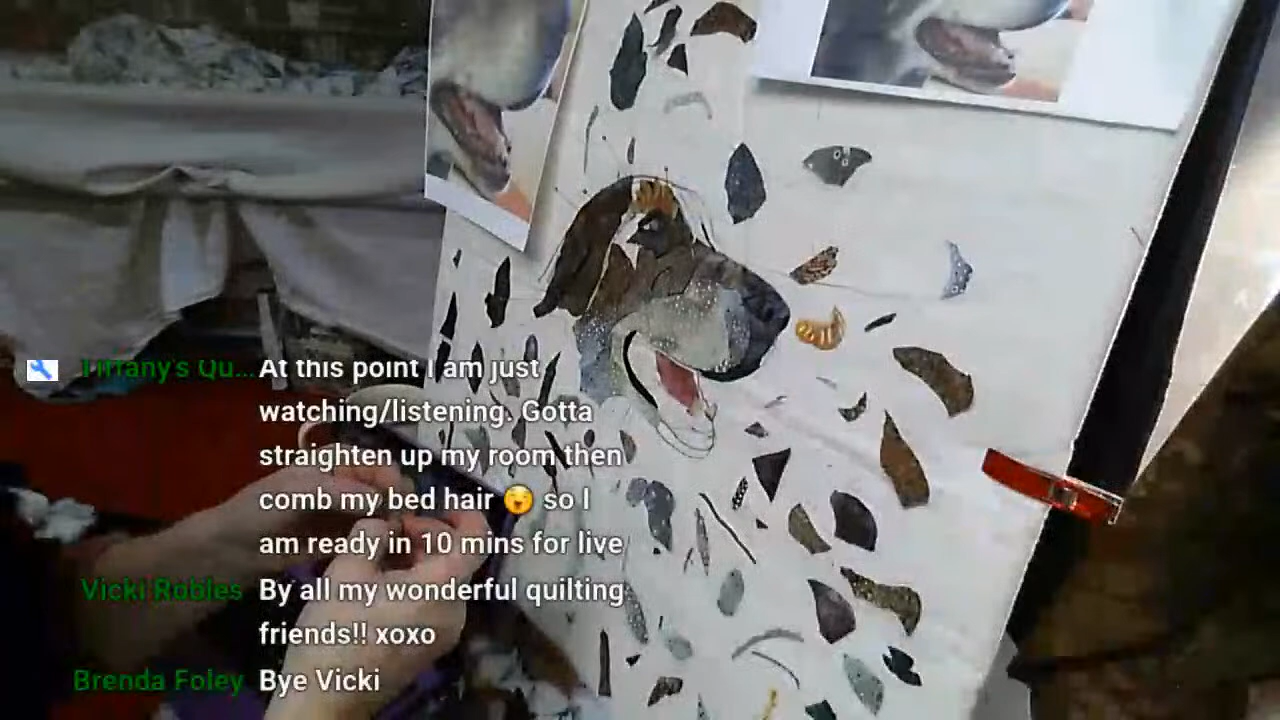 Tiffany's Qu... At this point I am just
watching/listening. Gotta
straighten up my room then
comb my bed hair 🥴 so I
am ready in 10 mins for live
Vicki Robles By all my wonderful quilting
friends!! xoxo
Brenda Foley Bye Vicki